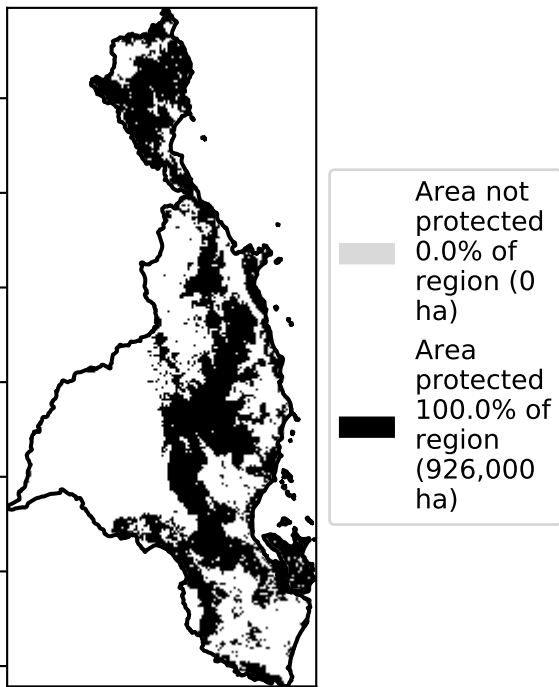 Area not
protected
0.0% of
region (0
ha)
Area
protected
100.0% of
region
(926,000
ha)